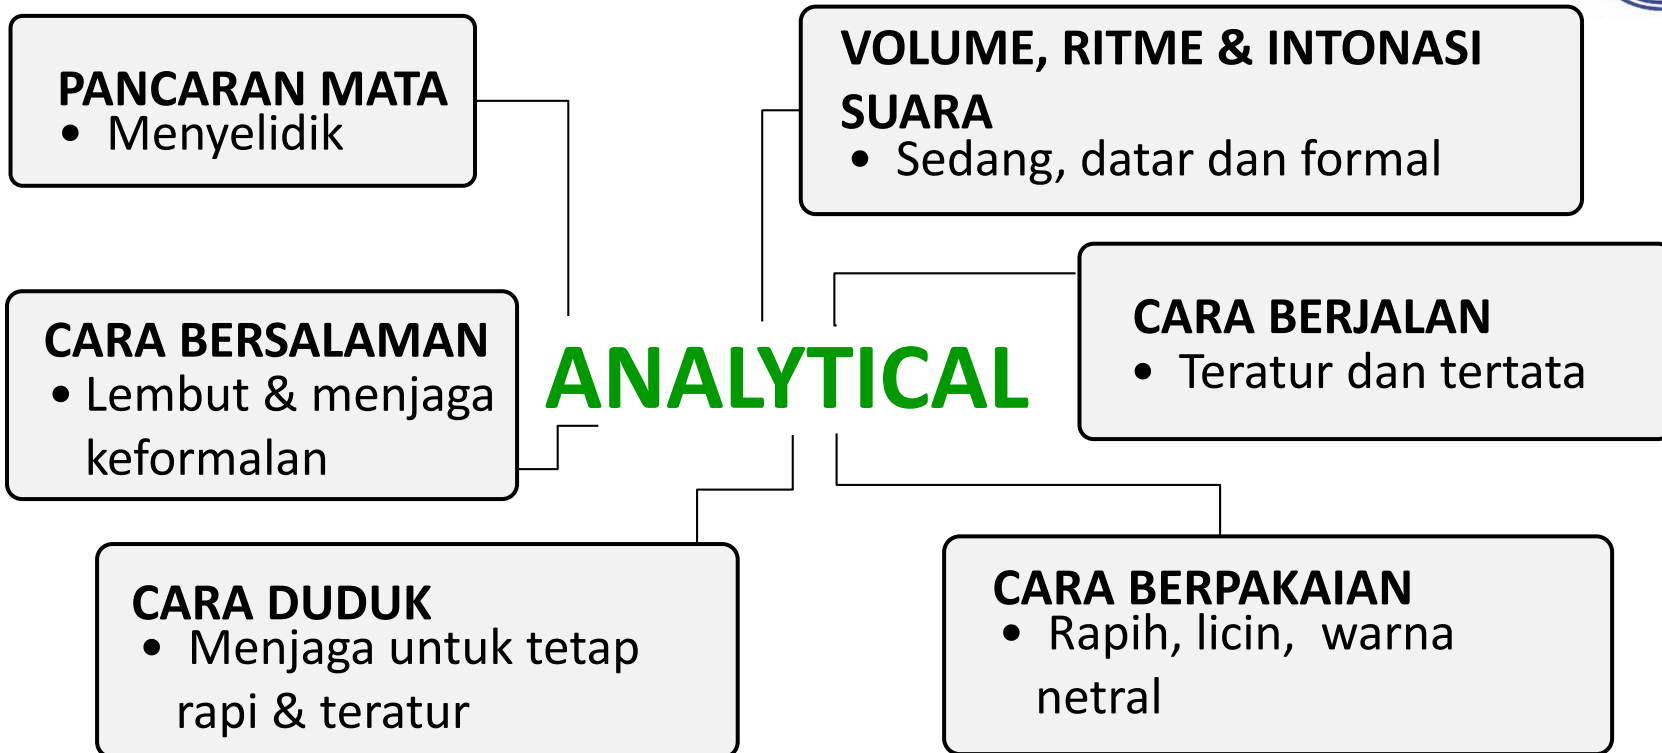 PANCARAN MATA
• Menyelidik
VOLUME, RITME & INTONASI
SUARA
• Sedang, datar dan formal
CARA BERSALAMAN
• Lembut & menjaga
keformalan
ANALYTICAL
CARA BERJALAN
• Teratur dan tertata
CARA DUDUK
• Menjaga untuk tetap
rapi & teratur
CARA BERPAKAIAN
• Rapih, licin, warna
netral